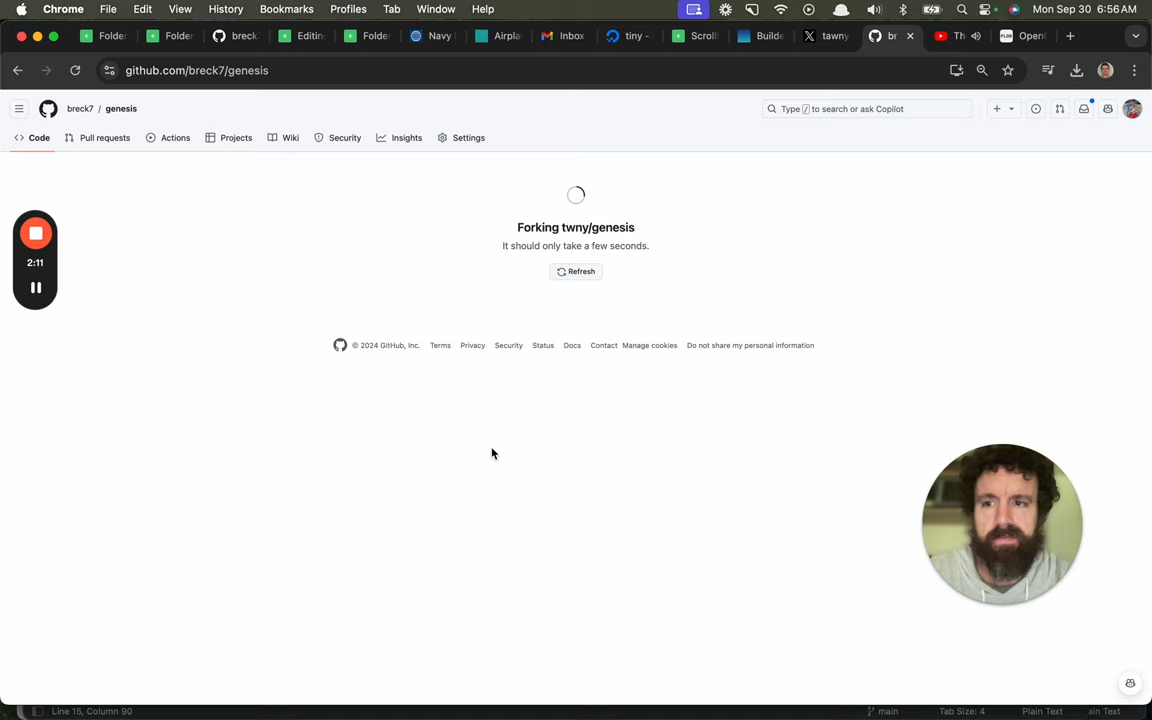 Chrome File Edit View History Bookmarks Profiles Tab Window Help Mon Sep 30 6:56 AM
Folder Folder breck Editing Folder Navy Airpla Inbox tiny - Scroll Builde tawny br Th Open
github.com/breck7/genesis
breck7 / genesis Type / to search or ask Copilot
Code Pull requests Actions Projects Wiki Security Insights Settings
Forking twny/genesis
It should only take a few seconds.
Refresh
2:11
© 2024 GitHub, Inc. Terms Privacy Security Status Docs Contact Manage cookies Do not share my personal information
Line 15, Column 90 main Tab Size: 4 Plain Text ain Text